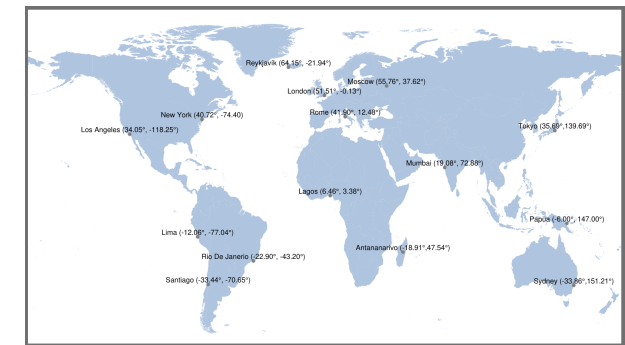 Reykjavík (64.15°, -21.94°)
Moscow (55.76°, 37.62°)
London (51.51°, -0.13°)
Rome (41.90°, 12.48°)
New York (40.72°, -74.40)
Los Angeles (34.05°, -118.25°)
Tokyo (35.69°,139.69°)
Mumbai (19.08°, 72.88°)
Lagos (6.46°, 3.38°)
Papua (-6.00°, 147.00°)
Lima (-12.06°, -77.04°)
Antananarivo (-18.91°,47.54°)
Rio De Janerio (-22.90°, -43.20°)
Santiago (-33.44°, -70.65°)
Sydney (-33.86°,151.21°)